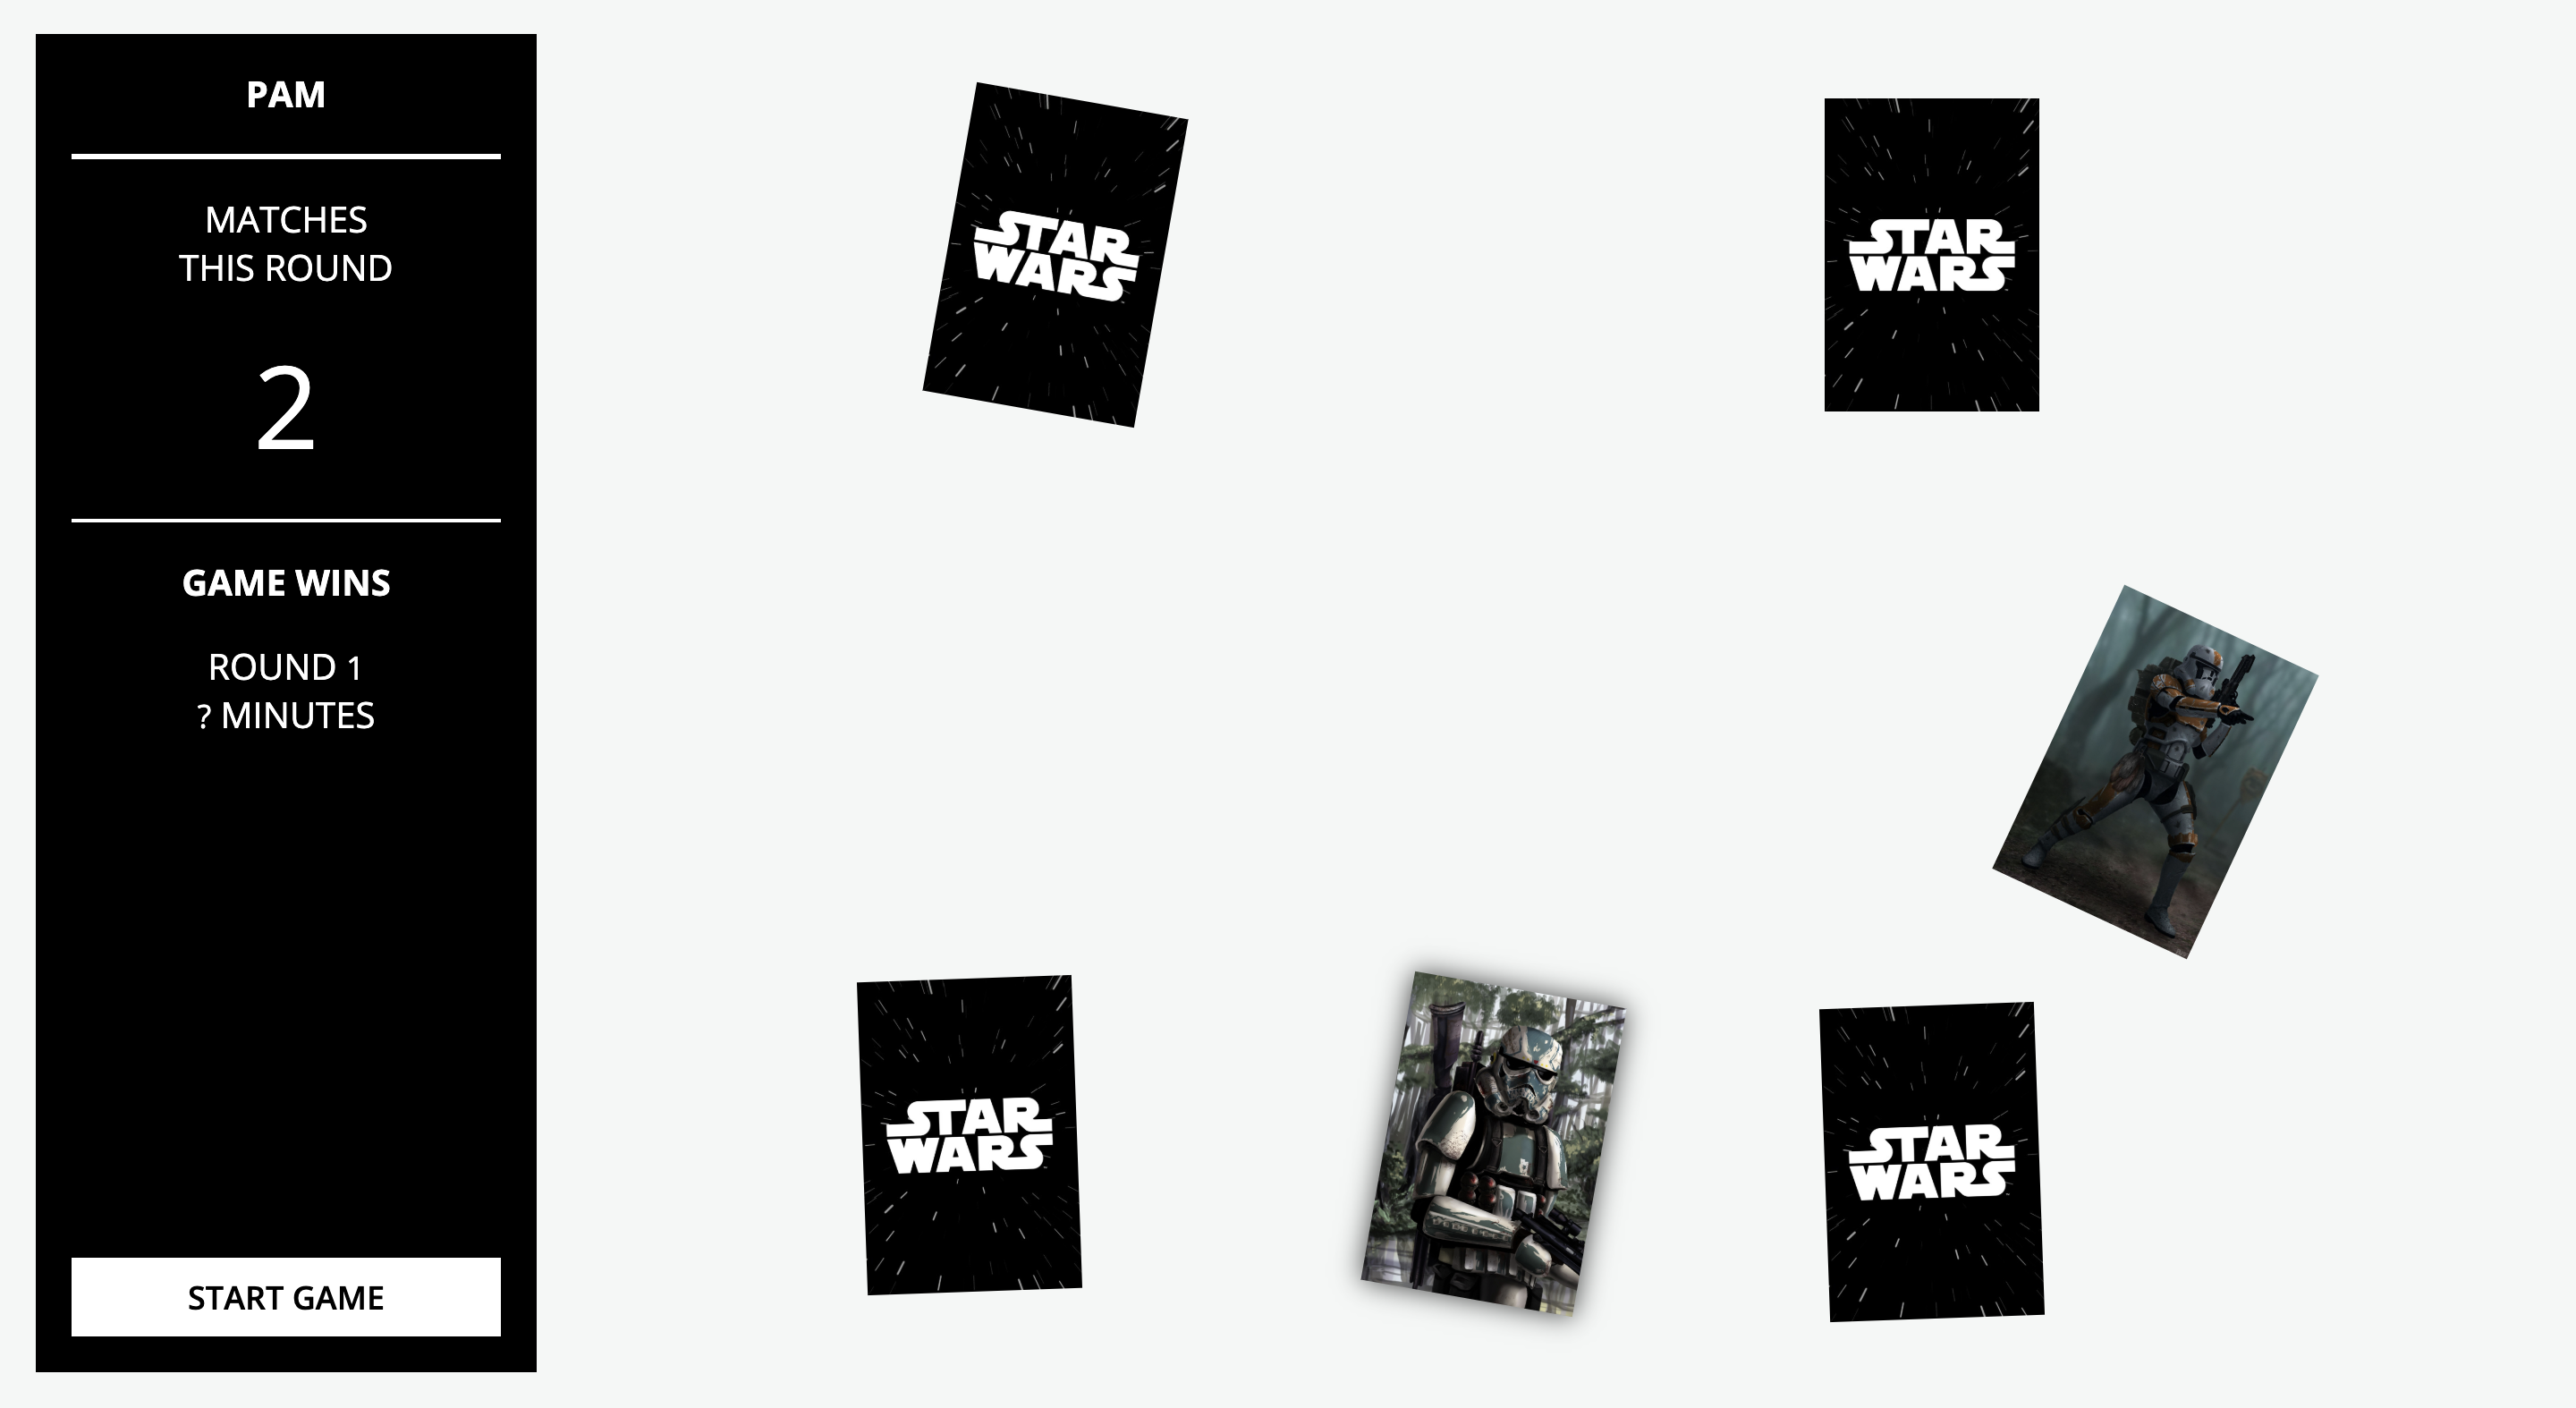 PAM
MATCHES
THIS ROUND
2
GAME WINS
ROUND 1
? MINUTES
START GAME
STAR
WARS
STAR
WARS
STAR
WARS
STAR
WARS